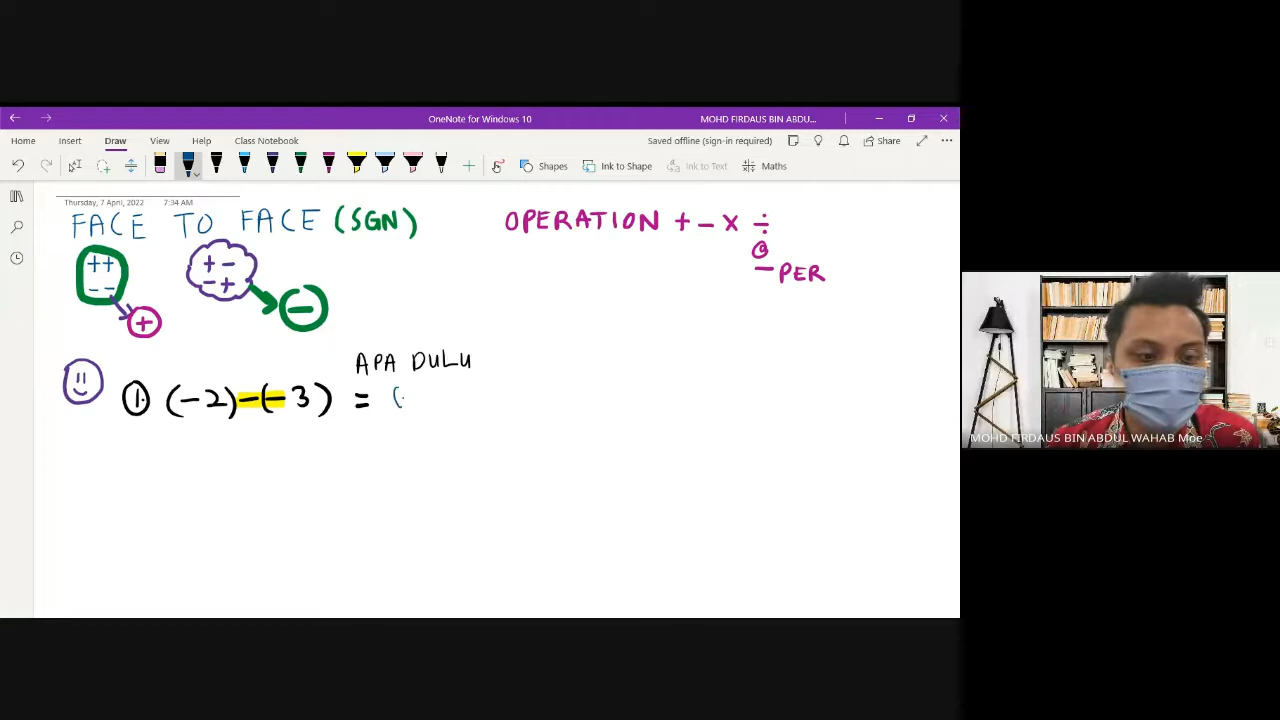 OneNote for Windows 10
MOHD FIRDAUS BIN ABDU...
Home Insert Draw View Help Class Notebook
Saved offline (sign-in required)
Share
Shapes Ink to Shape Ink to Text Maths
Thursday, 7 April, 2022 7:34 AM
FACE TO FACE (SGN)
OPERATION + - × ÷
@
- PER
++
--
+
+ -
- +
-
APA DULU
1. (-2)-(-3) = (
MOHD FIRDAUS BIN ABDUL WAHAB Moe